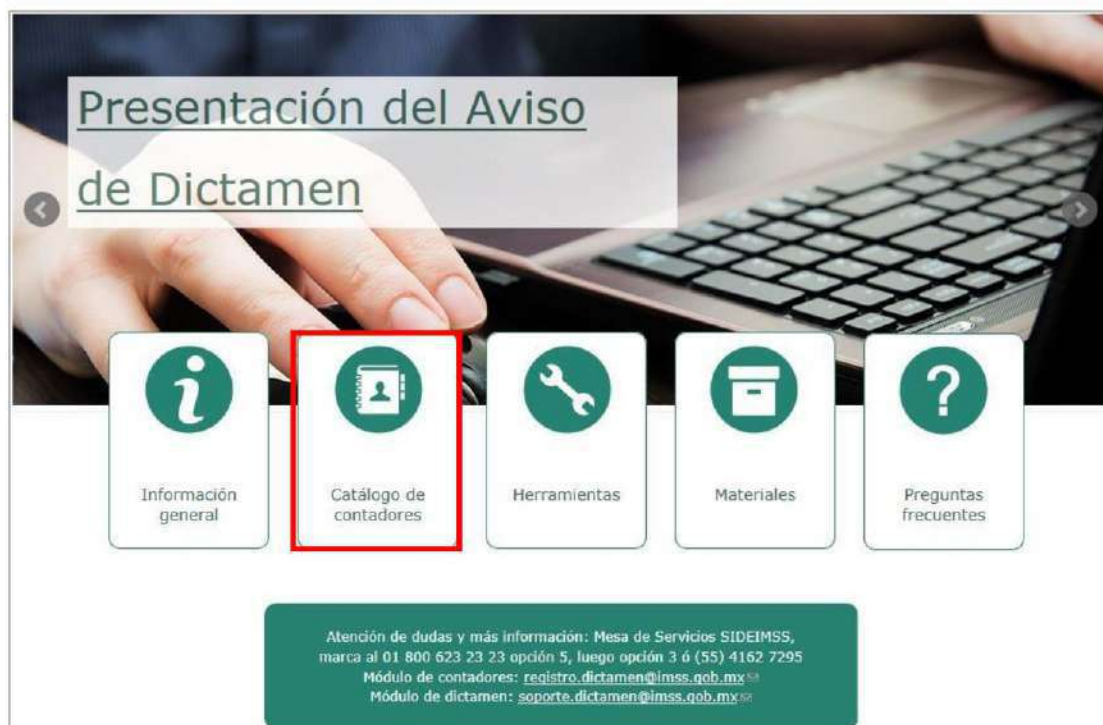 Presentación del Aviso
de Dictamen
Información
general
Catálogo de
contadores
Herramientas
Materiales
Preguntas
frecuentes
Atención de dudas y más información: Mesa de Servicios SIDEIMSS,
marca al 01 800 623 23 23 opción 5, luego opción 3 ó (55) 4162 7295
Módulo de contadores: registro.dictamen@imss.gob.mx
Módulo de dictamen: soporte.dictamen@imss.gob.mx